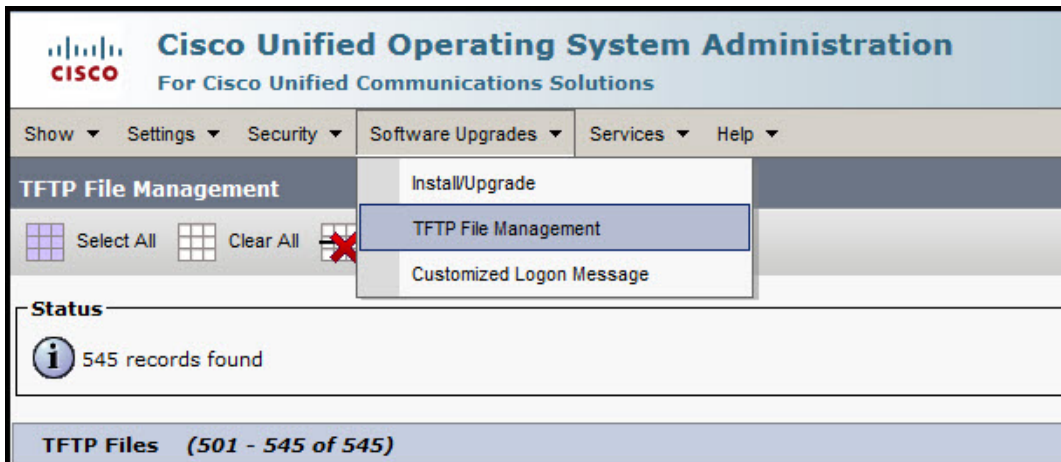 CISCO
Cisco Unified Operating System Administration
For Cisco Unified Communications Solutions
Show Settings Security Software Upgrades Services Help
Install/Upgrade
TFTP File Management
Customized Logon Message
TFTP File Management
Select All Clear All
Status
545 records found
TFTP Files (501 - 545 of 545)